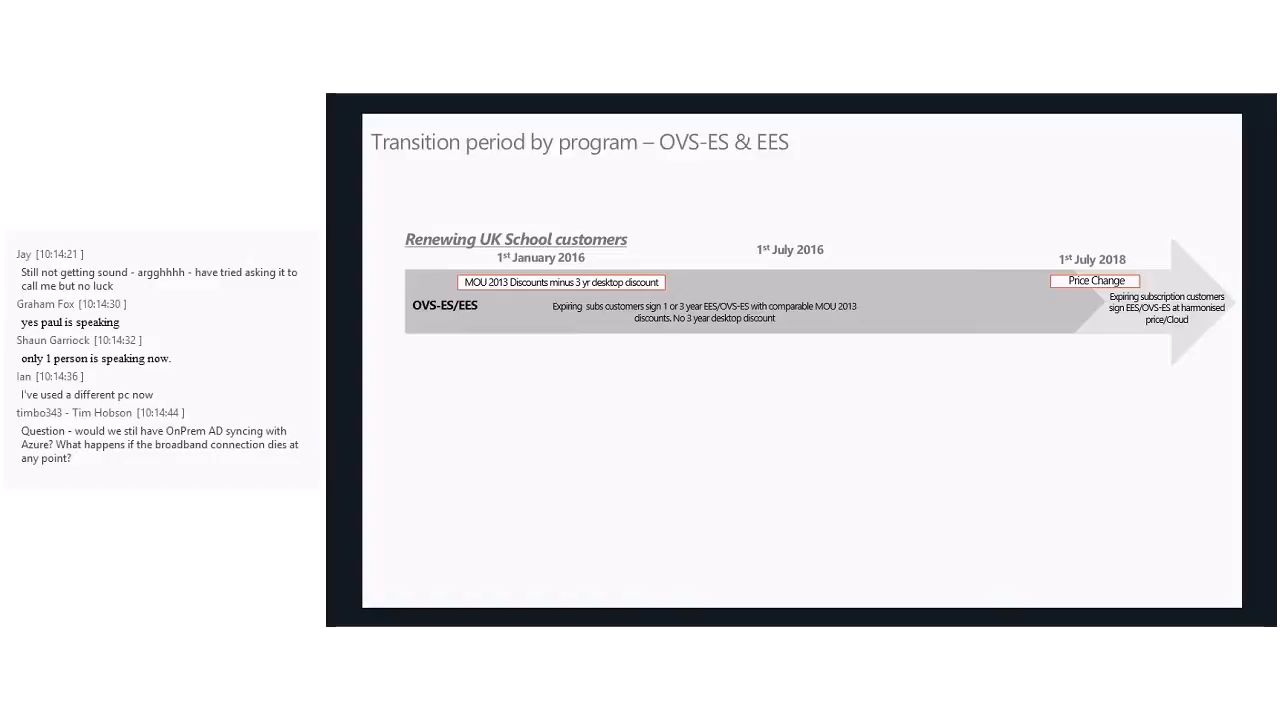 Jay [10:14:21 ]
Still not getting sound - argghhhh - have tried asking it to
call me but no luck
Graham Fox [10:14:30 ]
yes paul is speaking
Shaun Garriock [10:14:32 ]
only 1 person is speaking now.
Ian [10:14:36 ]
I've used a different pc now
timbo343 - Tim Hobson [10:14:44 ]
Question - would we stil have OnPrem AD syncing with
Azure? What happens if the broadband connection dies at
any point?
Transition period by program – OVS-ES & EES
Renewing UK School customers
1st January 2016
1st July 2016
1st July 2018
MOU 2013 Discounts minus 3 yr desktop discount
Price Change
OVS-ES/EES
Expiring subs customers sign 1 or 3 year EES/OVS-ES with comparable MOU 2013
discounts. No 3 year desktop discount
Expiring subscription customers
sign EES/OVS-ES at harmonised
price/Cloud